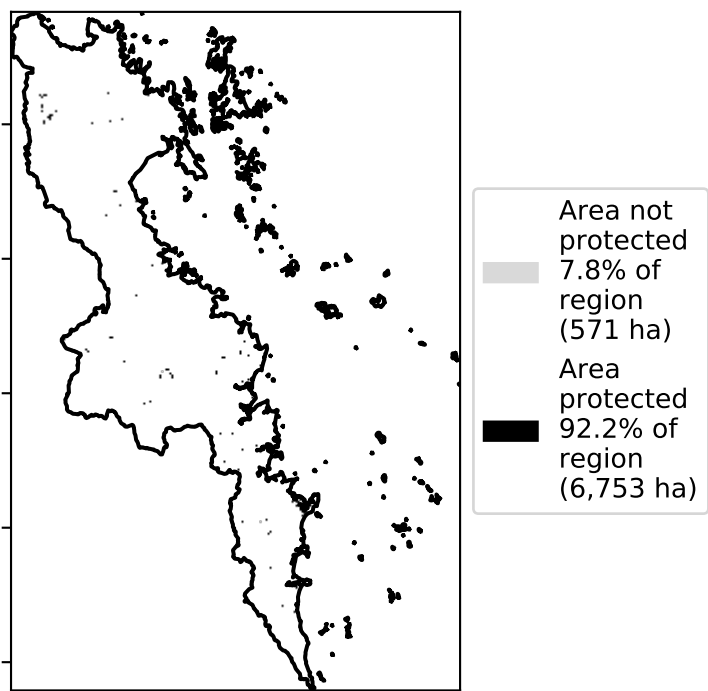 Area not
protected
7.8% of
region
(571 ha)
Area
protected
92.2% of
region
(6,753 ha)